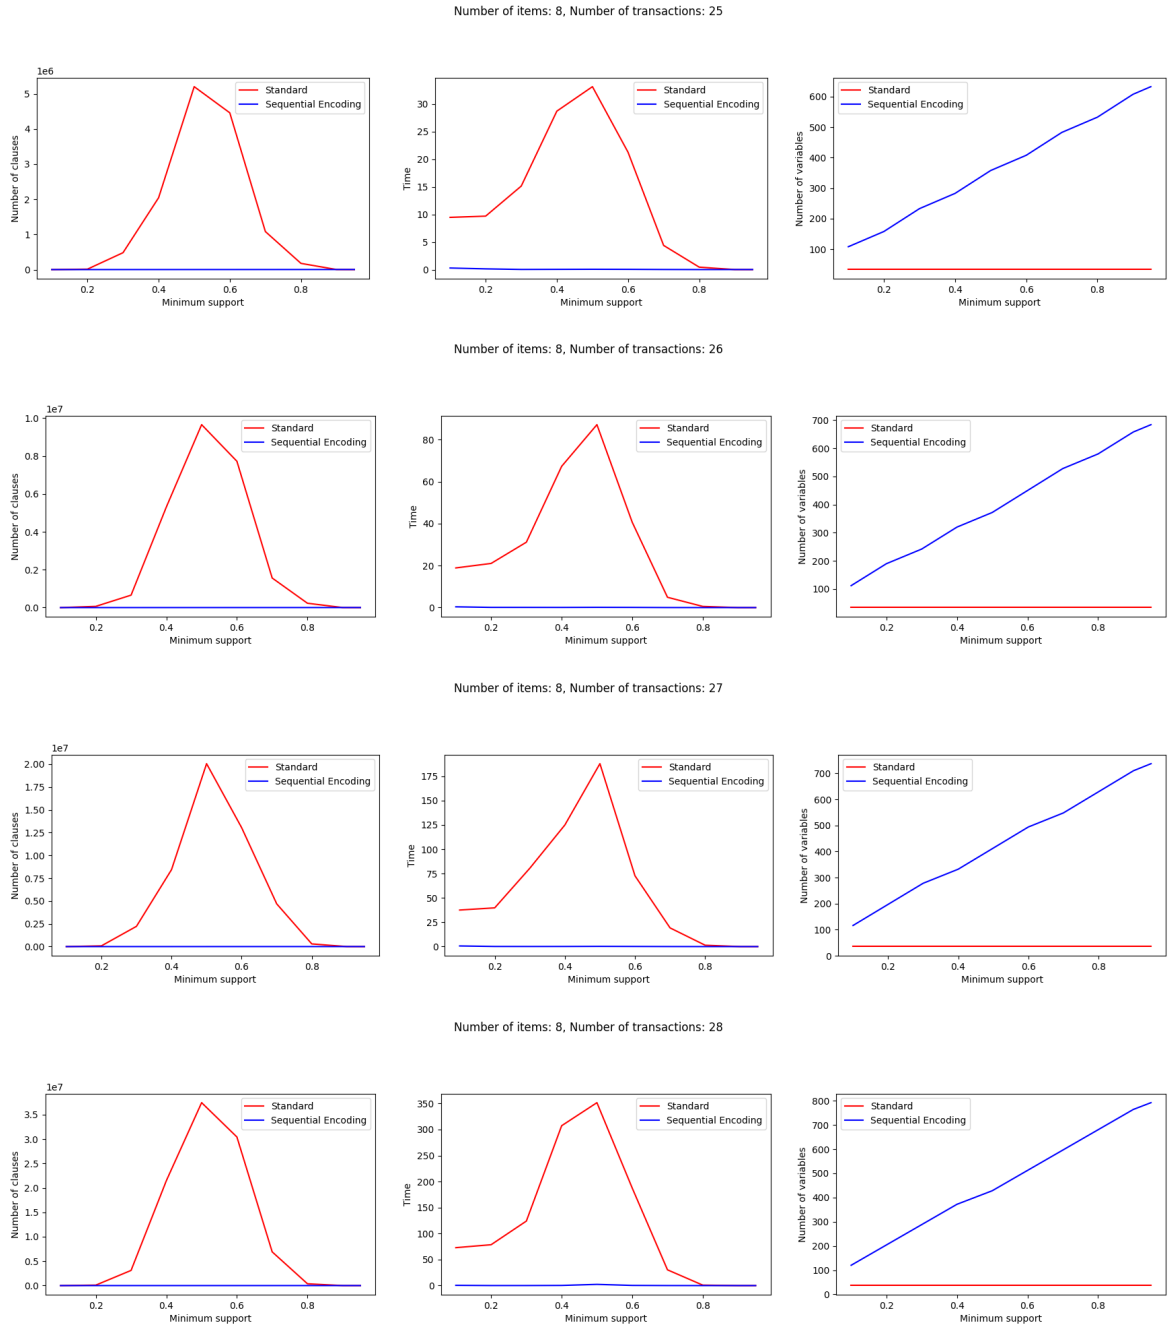 Number of items: 8, Number of transactions: 25
1e6
Number of clauses
5
4
3
2
1
0
0.2 0.4 0.6 0.8
Minimum support
Standard
Sequential Encoding
Time
30
25
20
15
10
5
0
0.2 0.4 0.6 0.8
Minimum support
Standard
Sequential Encoding
Number of variables
600
500
400
300
200
100
0.2 0.4 0.6 0.8
Minimum support
Standard
Sequential Encoding
Number of items: 8, Number of transactions: 26
1e7
Number of clauses
1.0
0.8
0.6
0.4
0.2
0.0
0.2 0.4 0.6 0.8
Minimum support
Standard
Sequential Encoding
Time
80
60
40
20
0
0.2 0.4 0.6 0.8
Minimum support
Standard
Sequential Encoding
Number of variables
700
600
500
400
300
200
100
0.2 0.4 0.6 0.8
Minimum support
Standard
Sequential Encoding
Number of items: 8, Number of transactions: 27
1e7
Number of clauses
2.00
1.75
1.50
1.25
1.00
0.75
0.50
0.25
0.00
0.2 0.4 0.6 0.8
Minimum support
Standard
Sequential Encoding
Time
175
150
125
100
75
50
25
0
0.2 0.4 0.6 0.8
Minimum support
Standard
Sequential Encoding
Number of variables
700
600
500
400
300
200
100
0
0.2 0.4 0.6 0.8
Minimum support
Standard
Sequential Encoding
Number of items: 8, Number of transactions: 28
1e7
Number of clauses
3.5
3.0
2.5
2.0
1.5
1.0
0.5
0.0
0.2 0.4 0.6 0.8
Minimum support
Standard
Sequential Encoding
Time
350
300
250
200
150
100
50
0
0.2 0.4 0.6 0.8
Minimum support
Standard
Sequential Encoding
Number of variables
800
700
600
500
400
300
200
100
0
0.2 0.4 0.6 0.8
Minimum support
Standard
Sequential Encoding